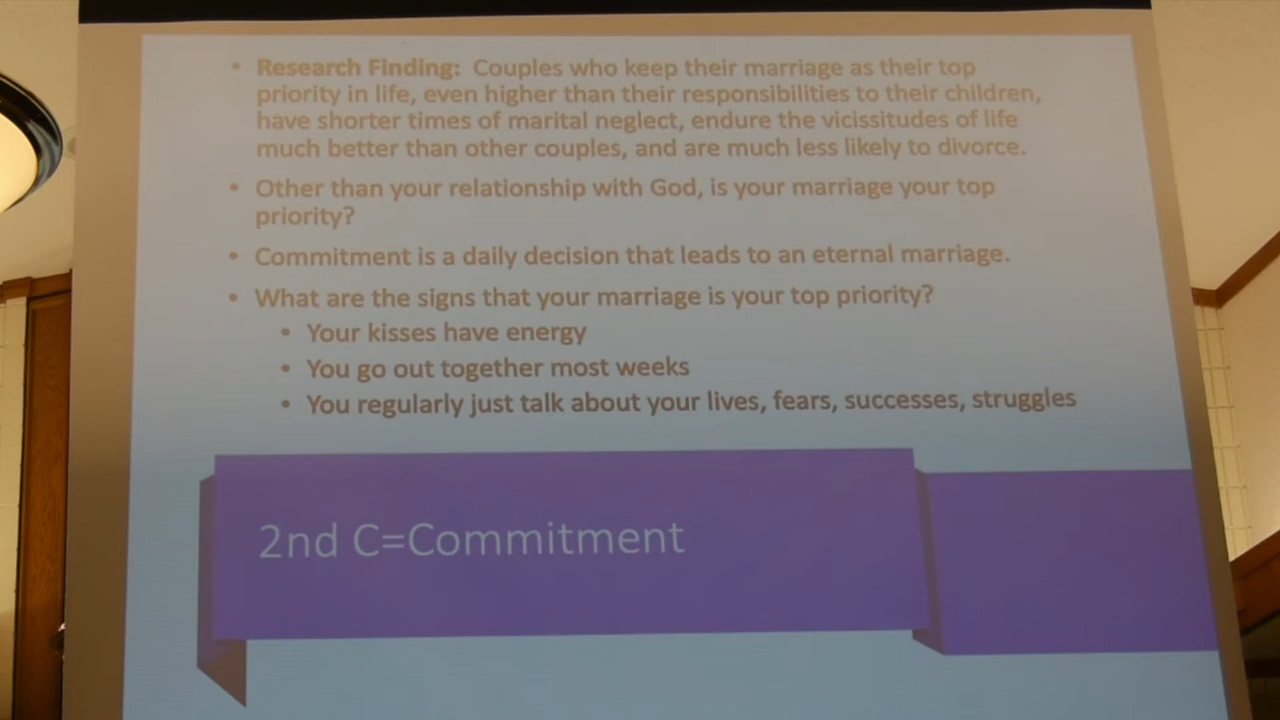 • Research Finding: Couples who keep their marriage as their top
priority in life, even higher than their responsibilities to their children,
have shorter times of marital neglect, endure the vicissitudes of life
much better than other couples, and are much less likely to divorce.
• Other than your relationship with God, is your marriage your top
priority?
• Commitment is a daily decision that leads to an eternal marriage.
• What are the signs that your marriage is your top priority?
• Your kisses have energy
• You go out together most weeks
• You regularly just talk about your lives, fears, successes, struggles
2nd C=Commitment